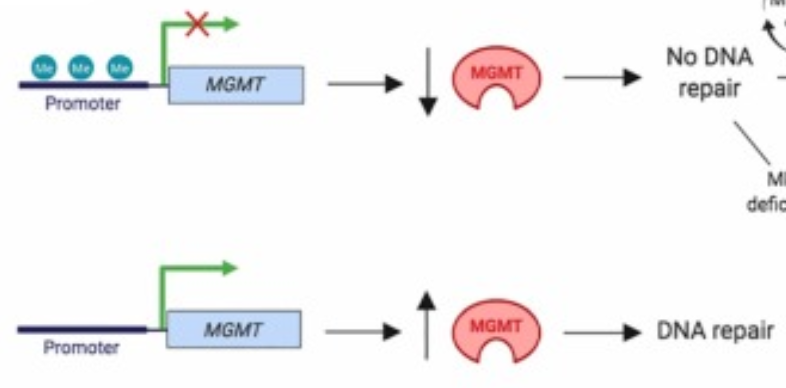 Me Me Me
Promoter
MGMT
MGMT
No DNA
repair
Promoter
MGMT
MGMT
DNA repair